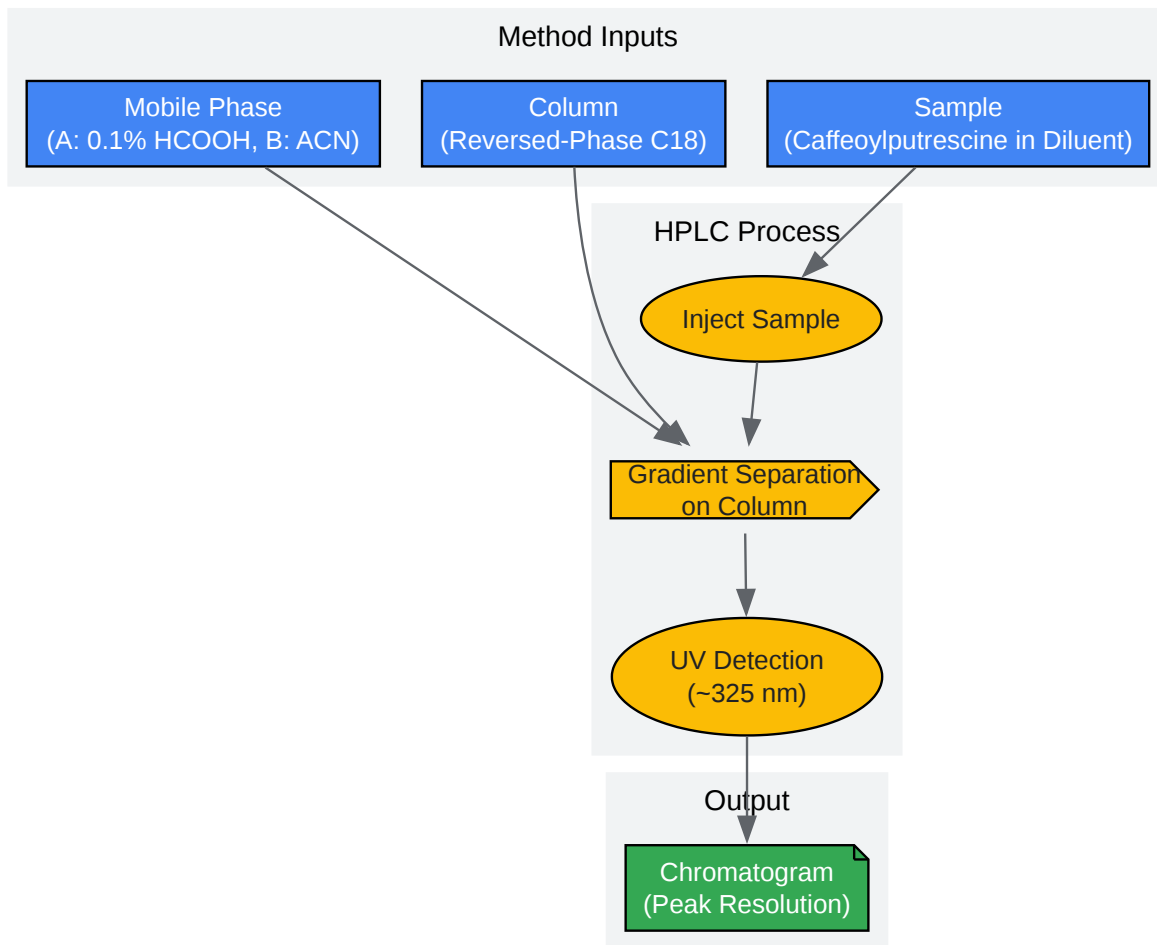 Method Inputs
Mobile Phase
(A: 0.1% HCOOH, B: ACN)
Column
(Reversed-Phase C18)
Sample
(Caffeoylputrescine in Diluent)
HPLC Process
Inject Sample
Gradient Separation
on Column
UV Detection
(~325 nm)
Output
Chromatogram
(Peak Resolution)